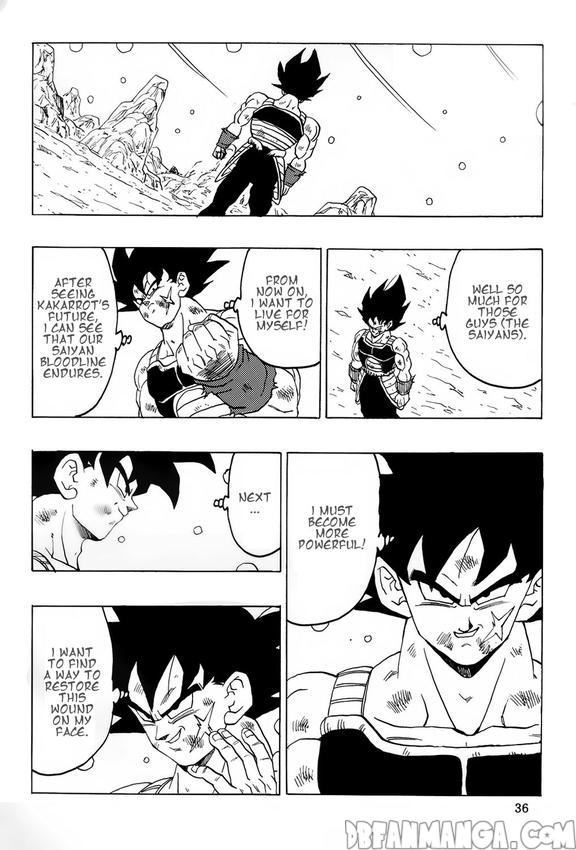 WELL SO
MUCH FOR
THOSE
GUYS (THE
SAIYANS).
FROM
NOW ON,
I WANT TO
LIVE FOR
MYSELF!
AFTER
SEEING
KAKARROT'S
FUTURE,
I CAN SEE
THAT OUR
SAIYAN
BLOODLINE
ENDURES.
I MUST
BECOME
MORE
POWERFUL!
NEXT
...
I WANT
TO FIND
A WAY TO
RESTORE
THIS
WOUND
ON MY
FACE.
36
DBFANMANGA.COM